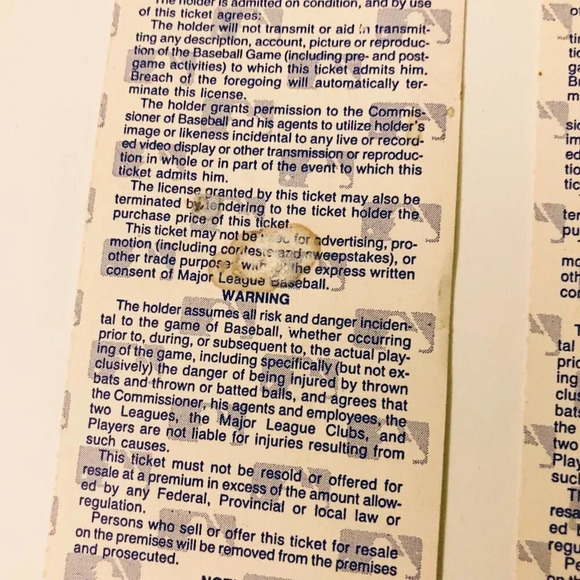 The holder is admitted on condition, and by use
of this ticket agrees:
The holder will not transmit or aid in transmit-
ting any description, account, picture or reproduc-
tion of the Baseball Game (including pre- and post-
game activities) to which this ticket admits him.
Breach of the foregoing will automatically ter-
minate this license.
The holder grants permission to the Commis-
sioner of Baseball and his agents to utilize holder's
image or likeness incidental to any live or record-
ed video display or other transmission or reproduc-
tion in whole or in part of the event to which this
ticket admits him.
The license granted by this ticket may also be
terminated by tendering to the ticket holder the
purchase price of this ticket.
This ticket may not be used for advertising, pro-
motion (including contests and sweepstakes), or
other trade purposes without the express written
consent of Major League Baseball.
WARNING
The holder assumes all risk and danger inciden-
tal to the game of Baseball, whether occurring
prior to, during, or subsequent to, the actual play-
ing of the game, including specifically (but not ex-
clusively) the danger of being injured by thrown
bats and thrown or batted balls, and agrees that
the Commissioner, his agents and employees, the
two Leagues, the Major League Clubs, and
Players are not liable for injuries resulting from
such causes.
This ticket must not be resold or offered for
resale at a premium in excess of the amount allow-
ed by any Federal, Provincial or local law or
regulation.
Persons who sell or offer this ticket for resale
on the premises will be removed from the premises
and prosecuted.